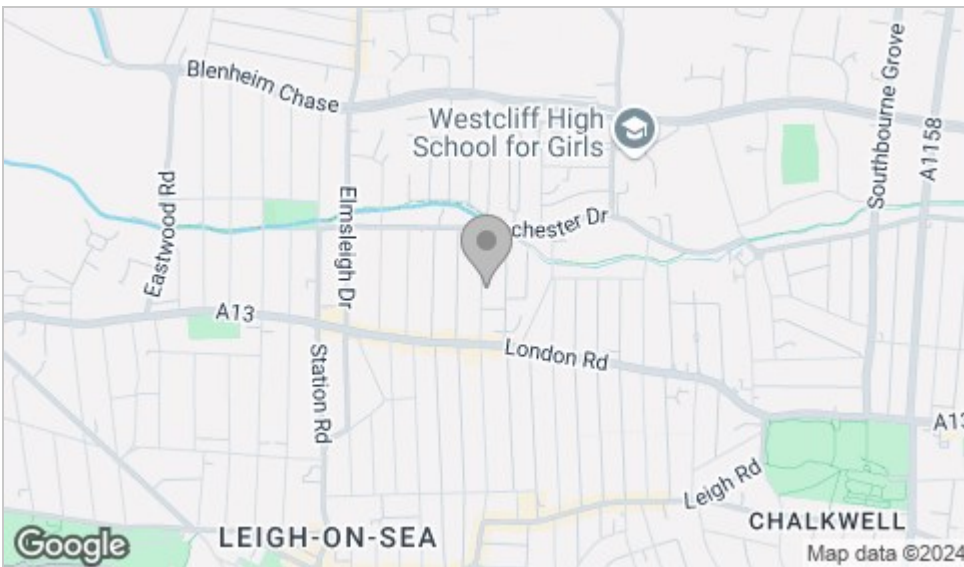 Blenheim Chase
Southbourne Grove
A1158
Westcliff High
School for Girls
Eastwood Rd
Elmsleigh Dr
chester Dr
A13
London Rd
Station Rd
A13
Leigh Rd
CHALKWELL
LEIGH-ON-SEA
Google
Map data ©2024